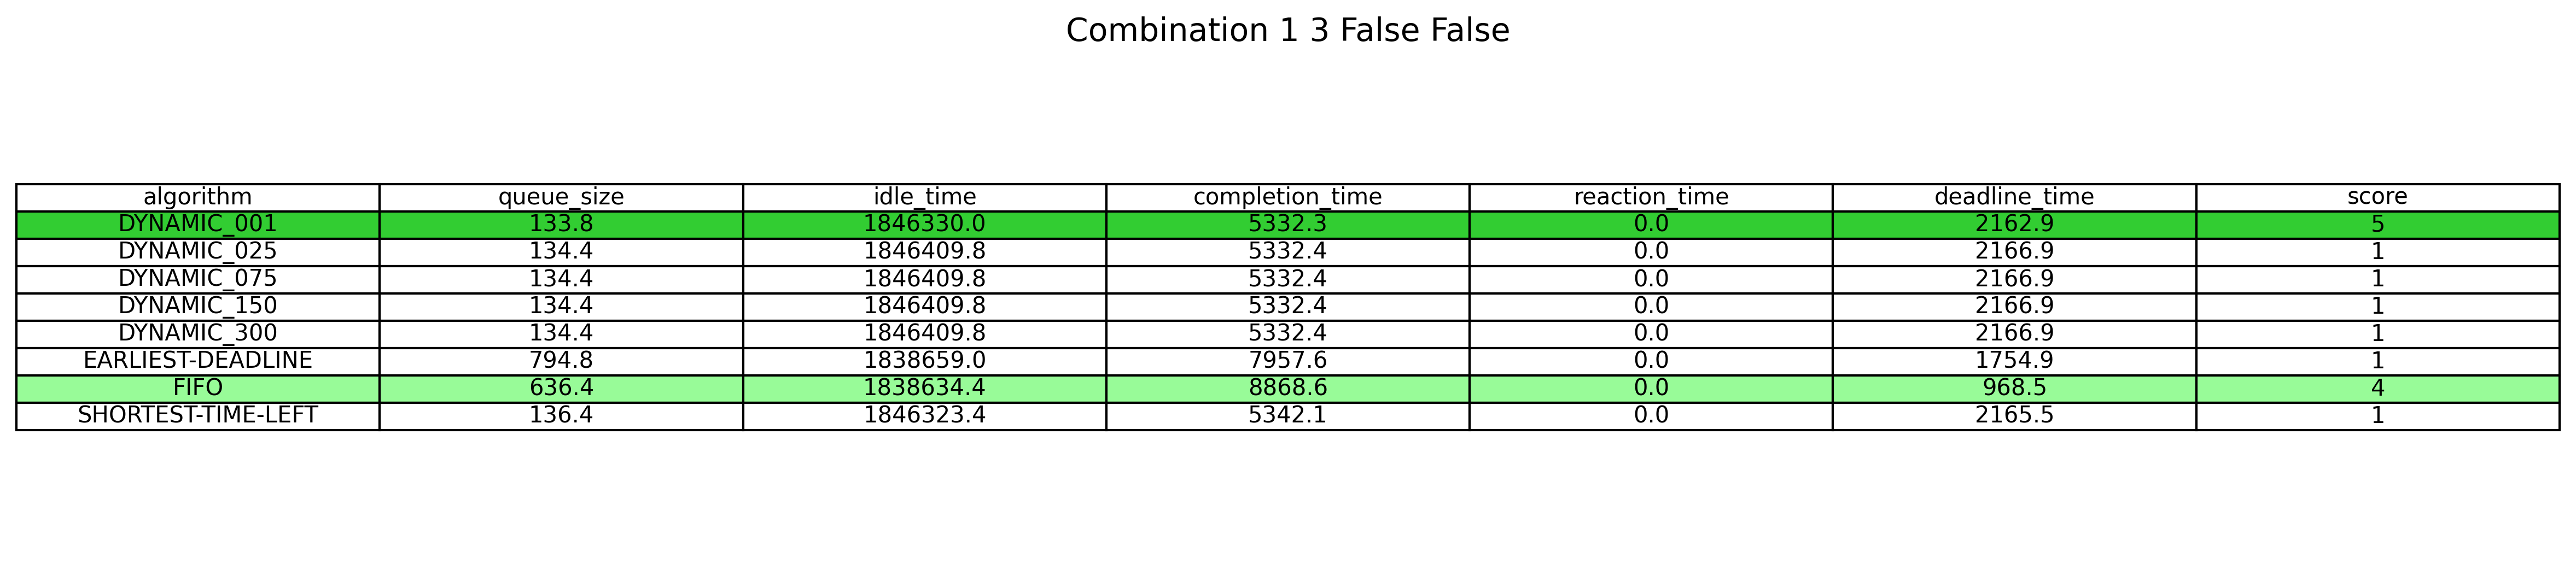 Combination 1 3 False False
algorithm queue_size idle_time completion_time reaction_time deadline_time score
DYNAMIC_001 133.8 1846330.0 5332.3 0.0 2162.9 5
DYNAMIC_025 134.4 1846409.8 5332.4 0.0 2166.9 1
DYNAMIC_075 134.4 1846409.8 5332.4 0.0 2166.9 1
DYNAMIC_150 134.4 1846409.8 5332.4 0.0 2166.9 1
DYNAMIC_300 134.4 1846409.8 5332.4 0.0 2166.9 1
EARLIEST-DEADLINE 794.8 1838659.0 7957.6 0.0 1754.9 1
FIFO 636.4 1838634.4 8868.6 0.0 968.5 4
SHORTEST-TIME-LEFT 136.4 1846323.4 5342.1 0.0 2165.5 1